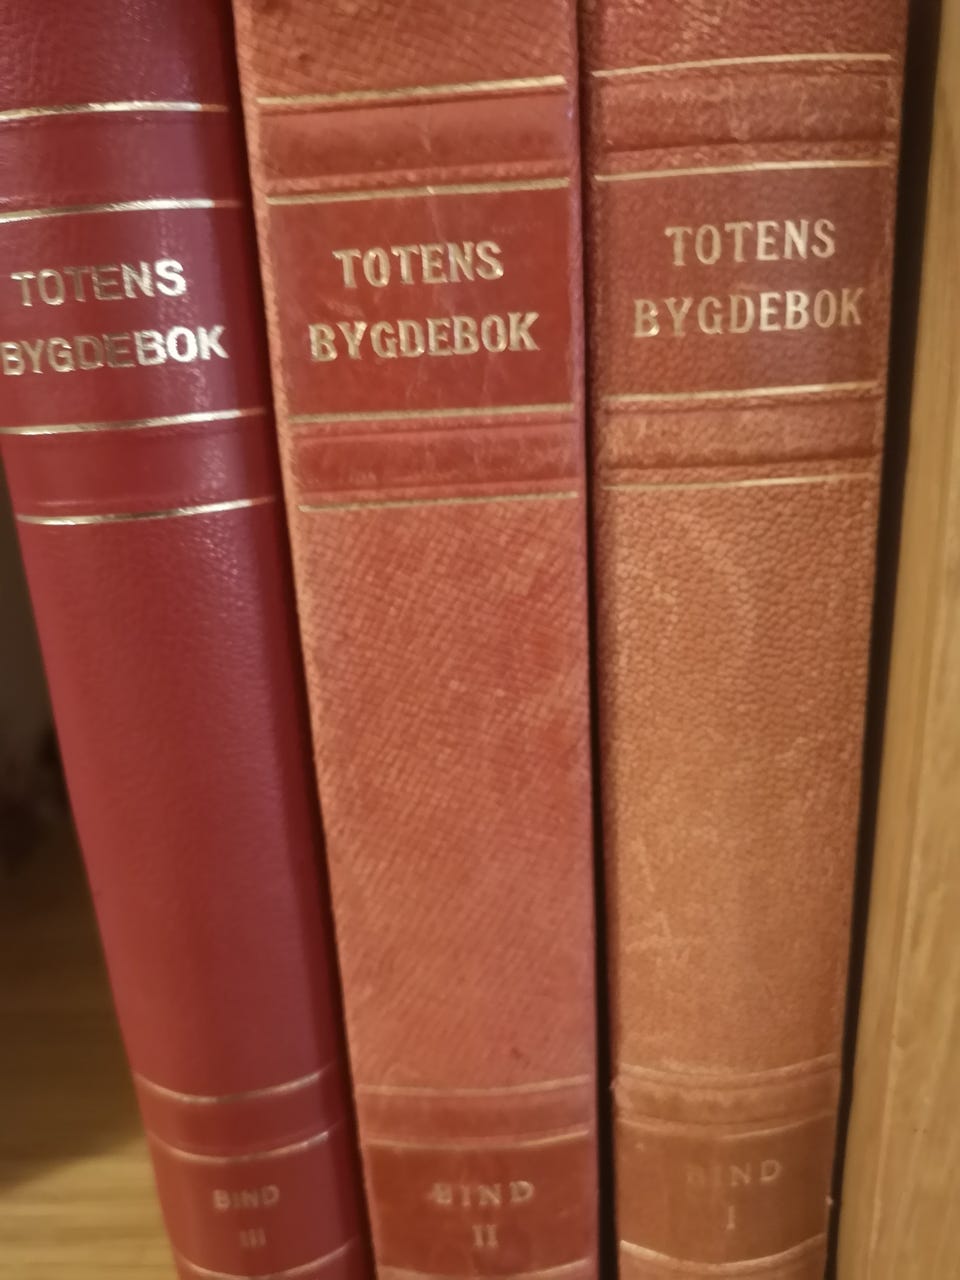 TOTENS
BYGDEBOK
BIND
III
TOTENS
BYGDEBOK
BIND
II
TOTENS
BYGDEBOK
BIND
I